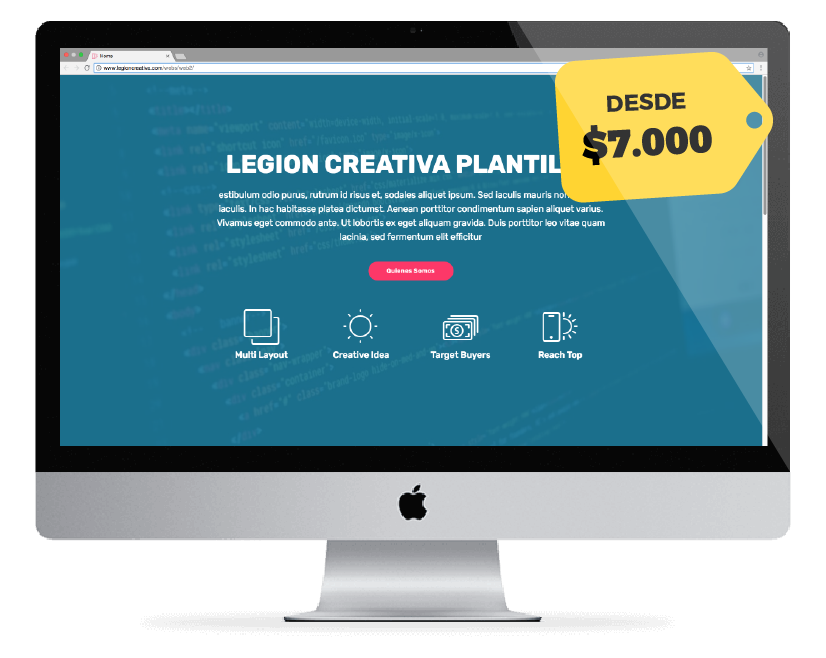 Home
www.legioncreativa.com/webs/web2/
DESDE
$7.000
LEGION CREATIVA PLANTIL
estibulum odio purus, rutrum id risus et, sodales aliquet ipsum. Sed iaculis mauris non
iaculis. In hac habitasse platea dictumst. Aenean porttitor condimentum sapien aliquet varius.
Vivamus eget commodo ante. Ut lobortis ex eget aliquam gravida. Duis porttitor leo vitae quam
lacinia, sed fermentum elit efficitur
Quienes Somos
Multi Layout
Creative Idea
Target Buyers
Reach Top